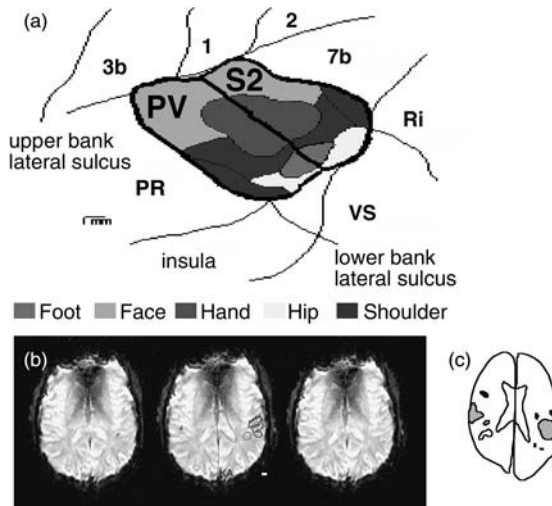 (a)
2
1
3b
S2
7b
PV
Ri
upper bank
lateral sulcus
PR
VS
1 mm
insula
lower bank
lateral sulcus
Foot Face Hand Hip Shoulder
(b)
(c)